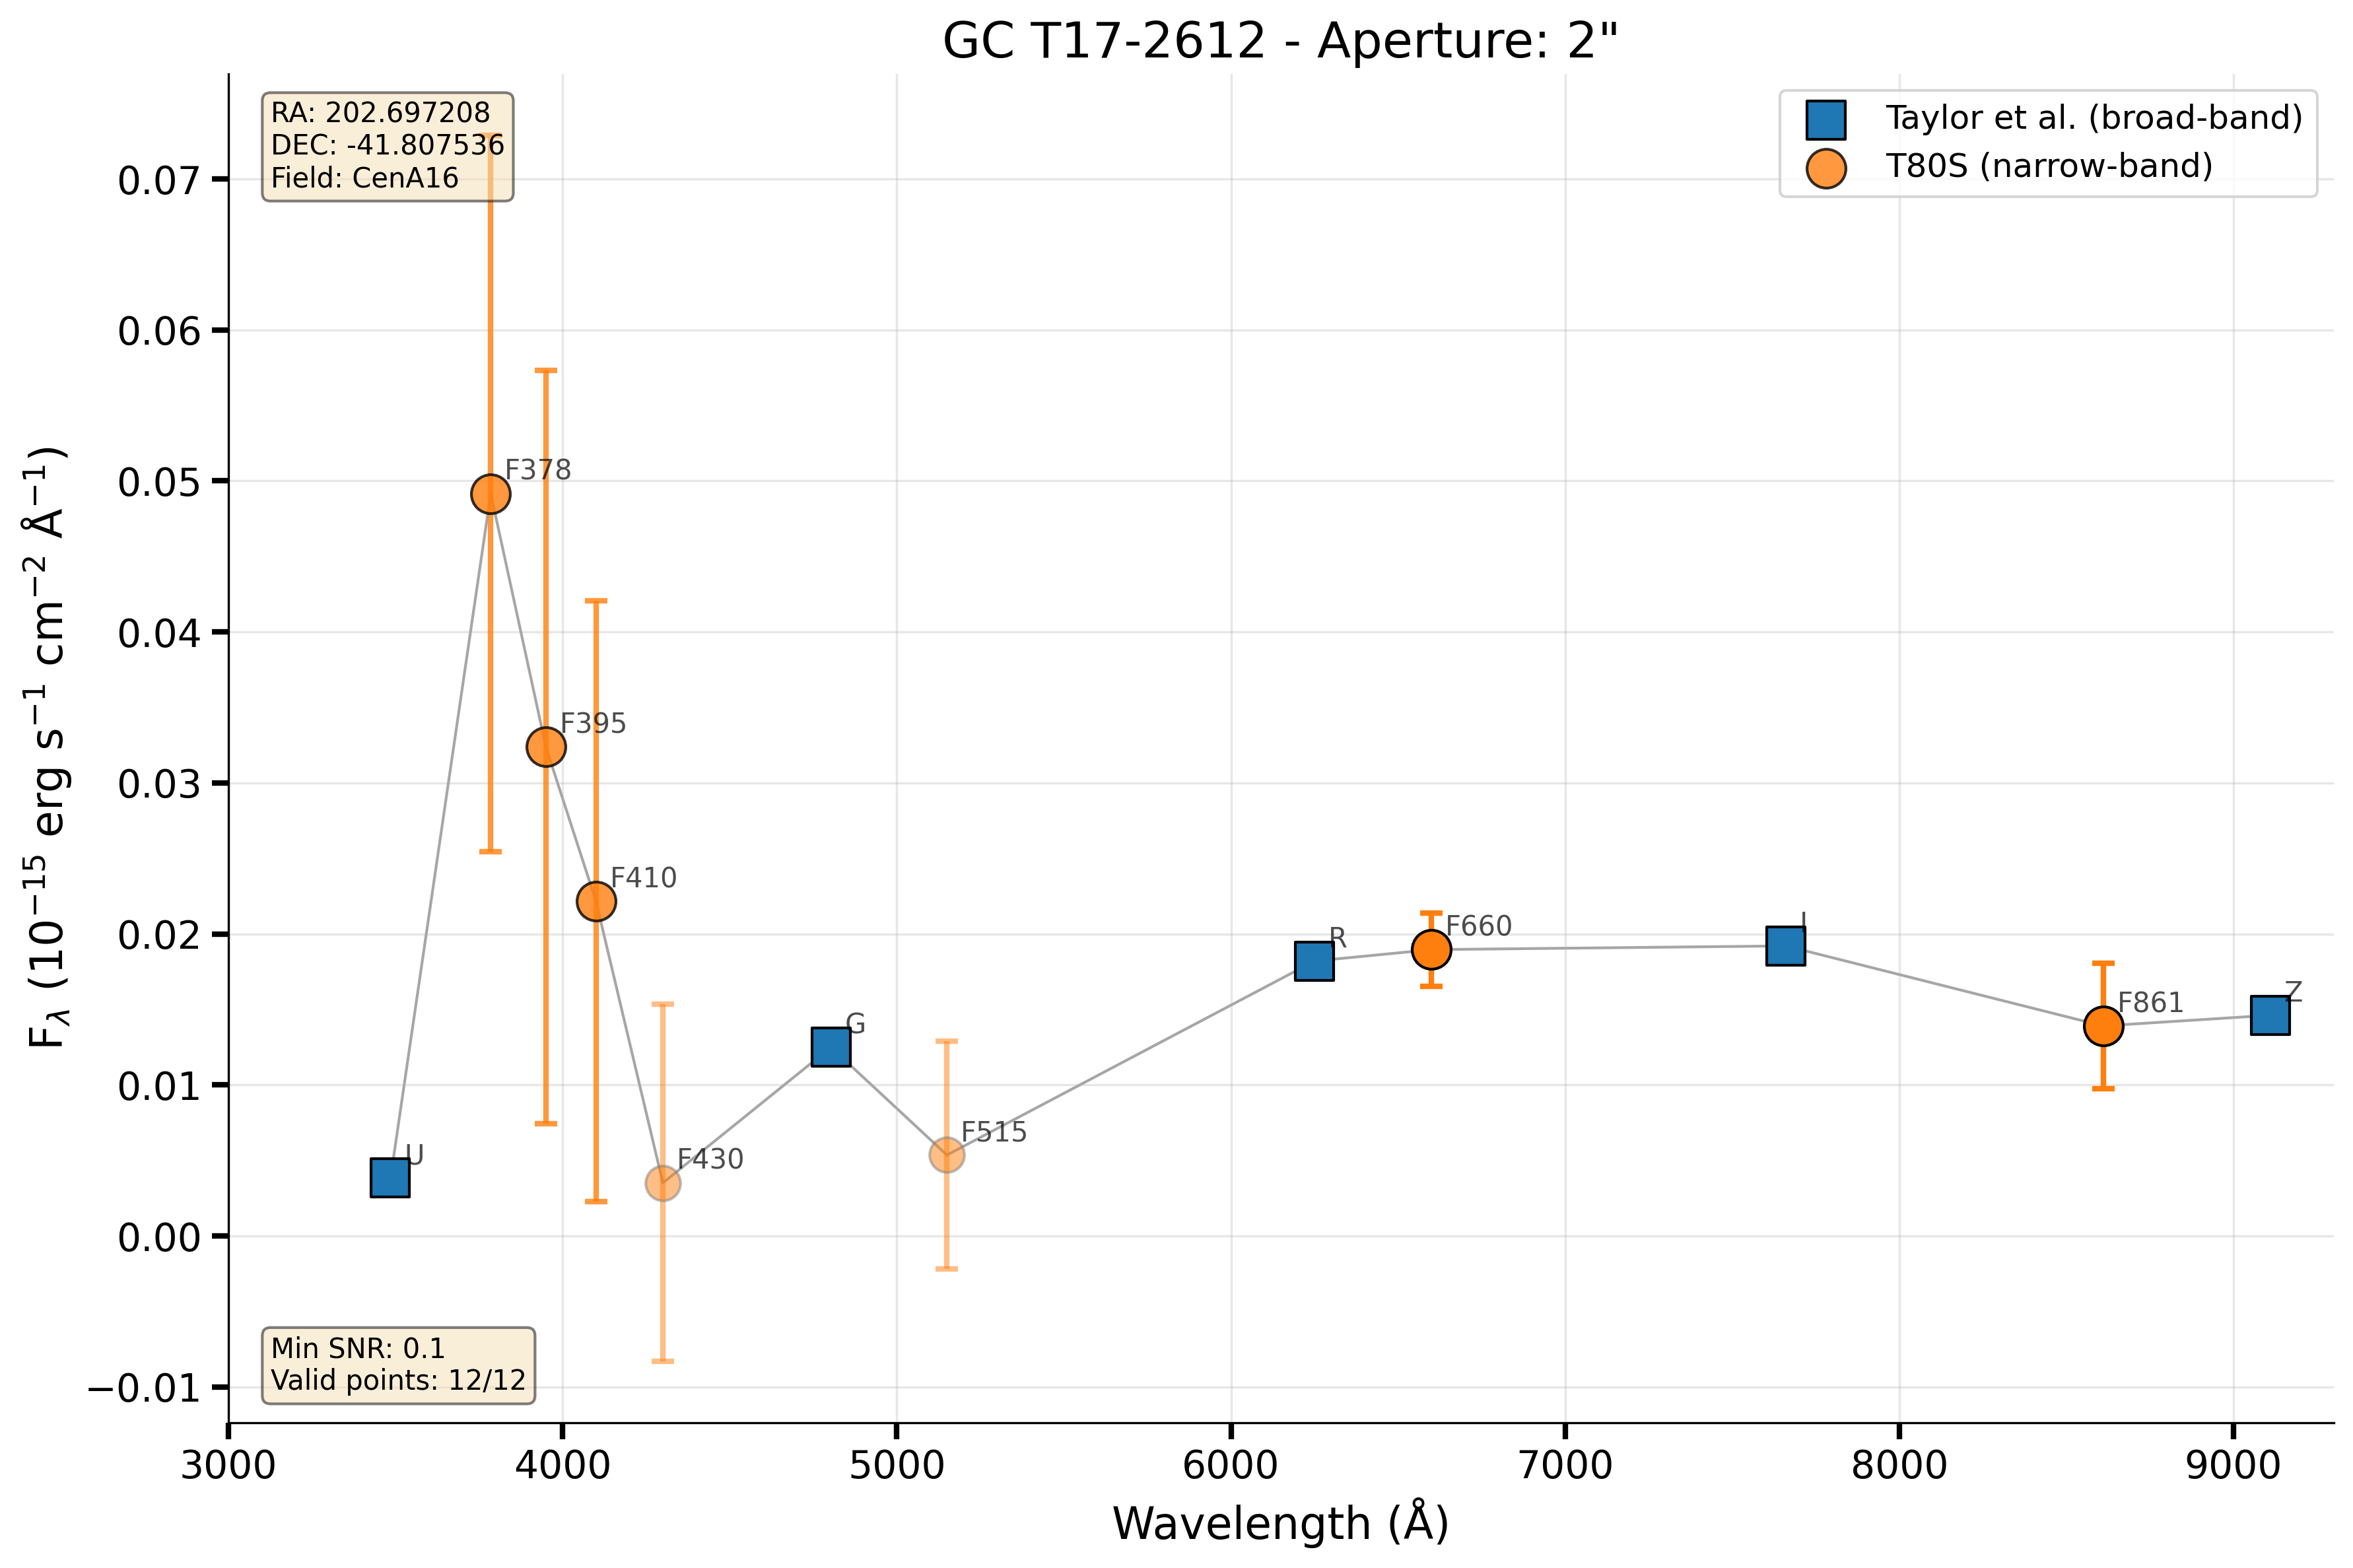 GC T17-2612 - Aperture: 2"
RA: 202.697208
DEC: -41.807536
Field: CenA16
Taylor et al. (broad-band)
T80S (narrow-band)
0.07
0.06
0.05
0.04
0.03
0.02
0.01
0.00
−0.01
F_λ (10⁻¹⁵ erg s⁻¹ cm⁻² Å⁻¹)
F378
F395
F410
R
F660
I
F861
Z
G
F515
U
F430
Min SNR: 0.1
Valid points: 12/12
3000 4000 5000 6000 7000 8000 9000
Wavelength (Å)